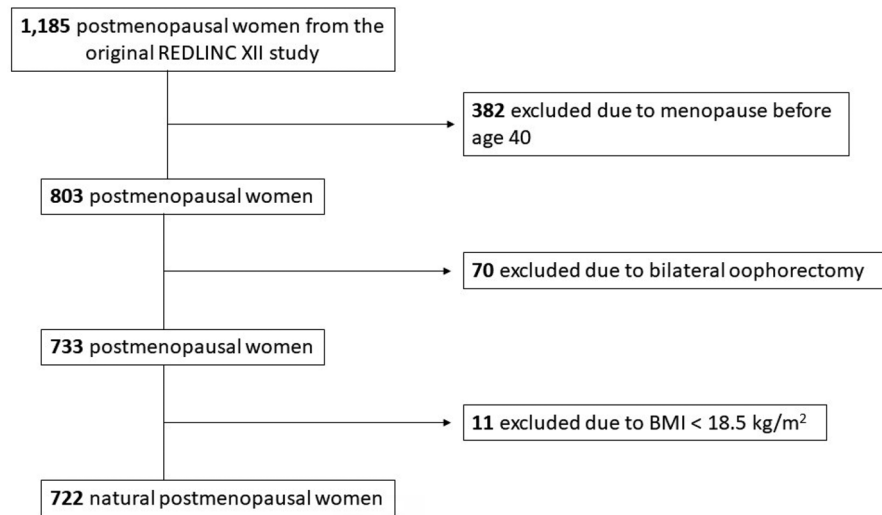 1,185 postmenopausal women from the
original REDLINC XII study
382 excluded due to menopause before
age 40
803 postmenopausal women
70 excluded due to bilateral oophorectomy
733 postmenopausal women
11 excluded due to BMI < 18.5 kg/m²
722 natural postmenopausal women